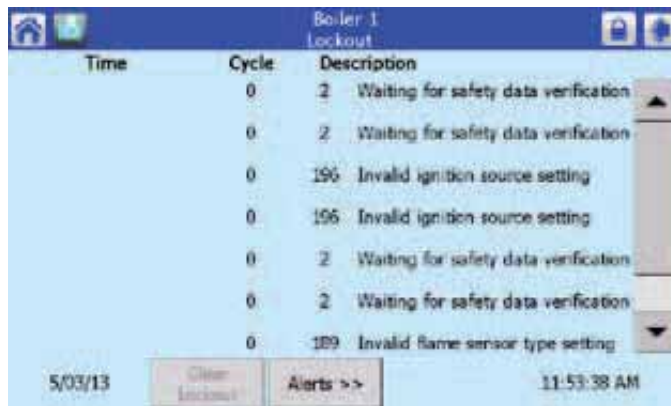 Boiler 1
Lockout
Time Cycle Description
0 2 Waiting for safety data verification
0 2 Waiting for safety data verification
0 196 Invalid ignition source setting
0 196 Invalid ignition source setting
0 2 Waiting for safety data verification
0 2 Waiting for safety data verification
0 189 Invalid flame sensor type setting
5/03/13 Clear Alerts >> 11:53:38 AM
Lockout